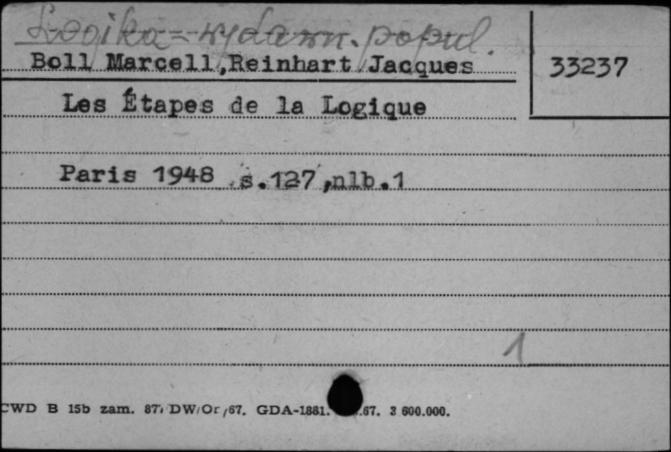 Logika = wydawn. popul.
Boll Marcell,Reinhart Jacques
33237
Les Étapes de la Logique
Paris 1948 s.127,nlb.1
1
CWD B 15b zam. 87/DW/Or/67. GDA-1881. .67. 3 600.000.